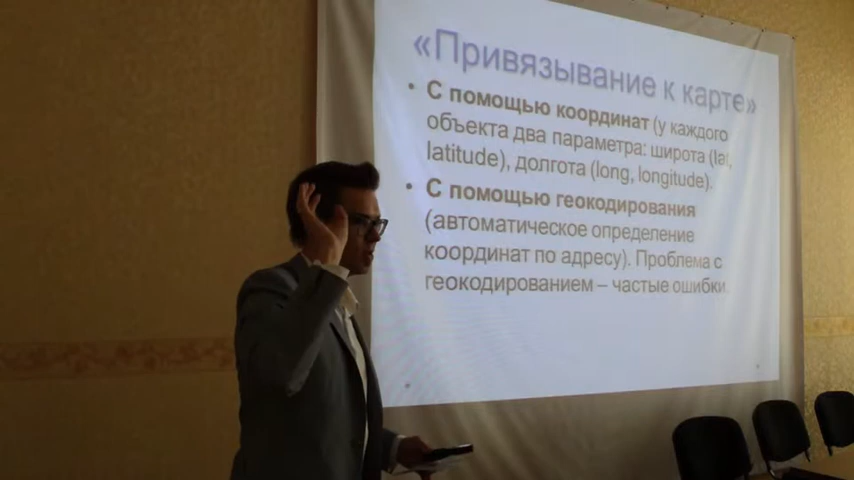 «Привязывание к карте»
• С помощью координат (у каждого
объекта два параметра: широта (lat,
latitude), долгота (long, longitude).
• С помощью геокодирования
(автоматическое определение
координат по адресу). Проблема с
геокодированием – частые ошибки.